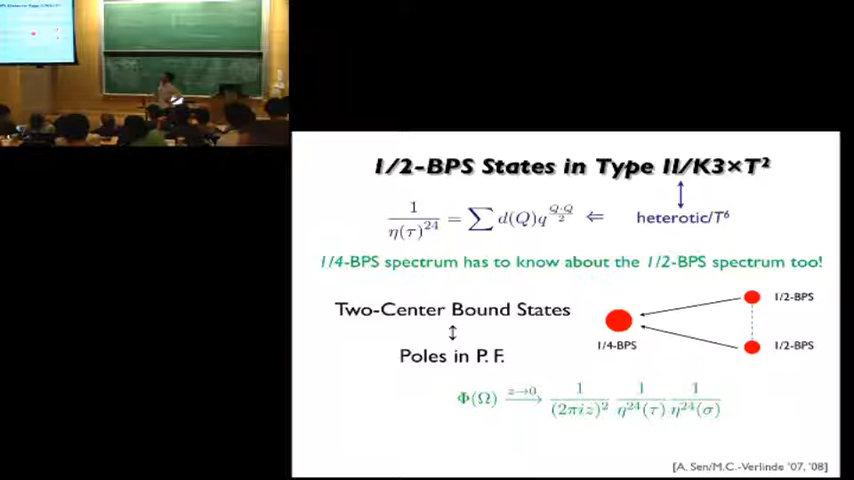 1/2-BPS States in Type II/K3×T²
1/η(τ)²⁴ = ∑ d(Q)q^(Q·Q/2) ⇐ heterotic/T⁶
1/4-BPS spectrum has to know about the 1/2-BPS spectrum too!
Two-Center Bound States
↕
Poles in P. F.
1/2-BPS
1/4-BPS
1/2-BPS
Φ(Ω) —z→0→ 1/(2πiz)² 1/η²⁴(τ) 1/η²⁴(σ)
[A. Sen/M.C.-Verlinde '07, '08]